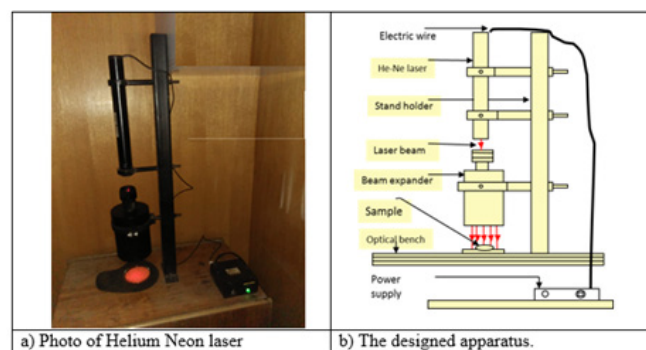 Electric wire
He-Ne laser
Stand holder
Laser beam
Beam expander
Sample
Optical bench
Power
supply
a) Photo of Helium Neon laser
b) The designed apparatus.